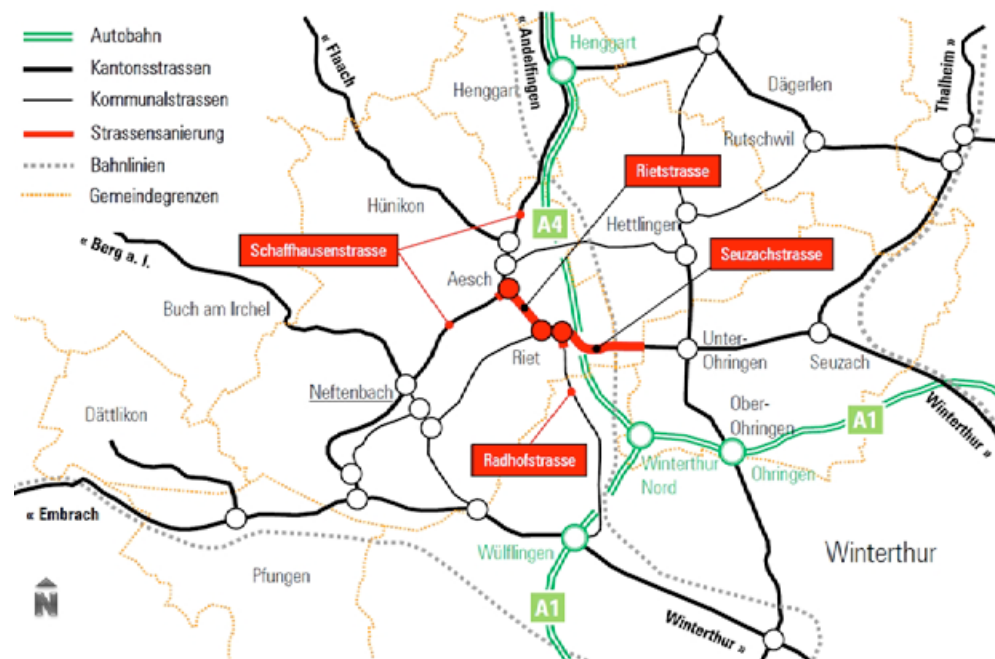 Autobahn
Kantonsstrassen
Kommunalstrassen
Strassensanierung
Bahnlinien
Gemeindegrenzen
« Flaach
« Andelfingen
Henggart
Henggart
Dägerlen
Thalheim »
Rutschwil
Rietstrasse
Hünikon
A4
Hettlingen
Schaffhausenstrasse
Seuzachstrasse
« Berg a. I.
Aesch
Buch am Irchel
Riet
Unter-
Ohringen
Seuzach
Neftenbach
Dättlikon
Ober-
Ohringen
A1
Winterthur »
Radhofstrasse
Winterthur
Nord
Ohringen
« Embrach
Wülflingen
Winterthur
Pfungen
N
A1
Winterthur »